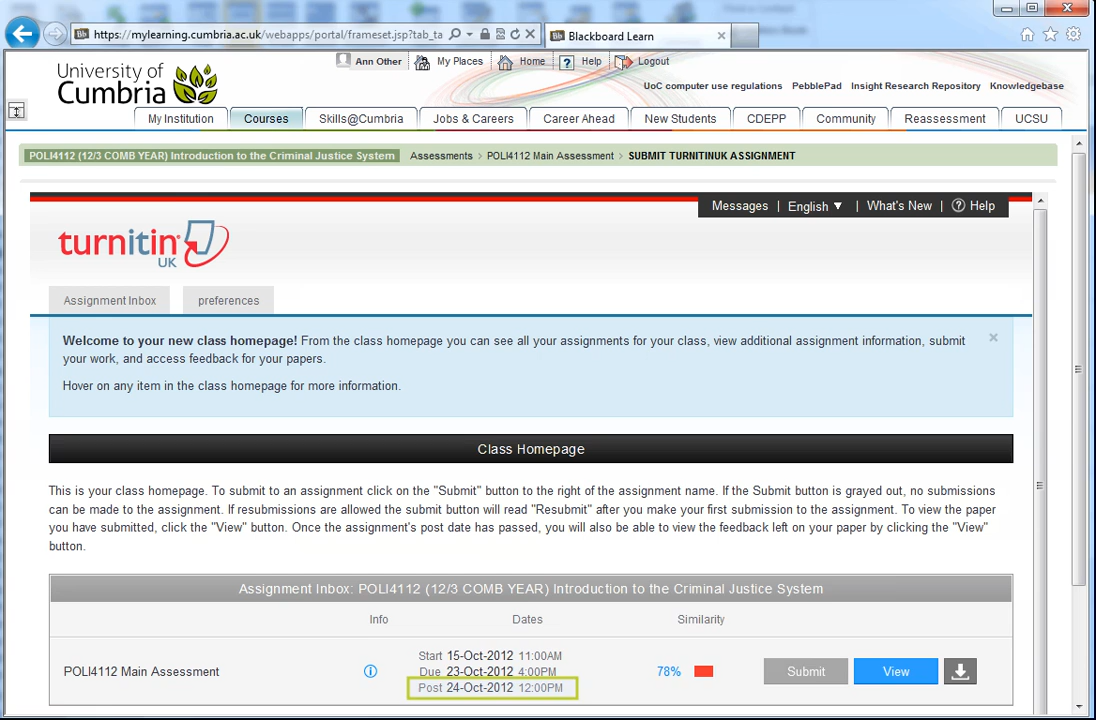 https://mylearning.cumbria.ac.uk/webapps/portal/frameset.jsp?tab_ta
Blackboard Learn
University of
Cumbria
Ann Other
My Places
Home
Help
Logout
UoC computer use regulations PebblePad Insight Research Repository Knowledgebase
My Institution Courses Skills@Cumbria Jobs & Careers Career Ahead New Students CDEPP Community Reassessment UCSU
POLI4112 (12/3 COMB YEAR) Introduction to the Criminal Justice System Assessments > POLI4112 Main Assessment > SUBMIT TURNITINUK ASSIGNMENT
Messages | English ▼ | What's New | ? Help
turnitin
UK
Assignment Inbox preferences
Welcome to your new class homepage! From the class homepage you can see all your assignments for your class, view additional assignment information, submit
your work, and access feedback for your papers.
Hover on any item in the class homepage for more information.
Class Homepage
This is your class homepage. To submit to an assignment click on the "Submit" button to the right of the assignment name. If the Submit button is grayed out, no submissions
can be made to the assignment. If resubmissions are allowed the submit button will read "Resubmit" after you make your first submission to the assignment. To view the paper
you have submitted, click the "View" button. Once the assignment's post date has passed, you will also be able to view the feedback left on your paper by clicking the "View"
button.
Assignment Inbox: POLI4112 (12/3 COMB YEAR) Introduction to the Criminal Justice System
Info Dates Similarity
Start 15-Oct-2012 11:00AM
POLI4112 Main Assessment Due 23-Oct-2012 4:00PM 78% Submit View
Post 24-Oct-2012 12:00PM